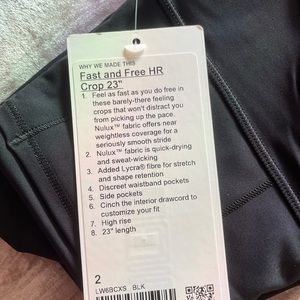 WHY WE MADE THIS
Fast and Free HR
Crop 23"
1. Feel as fast as you do free in
these barely-there feeling
crops that won't distract you
from picking up the pace.
Nulux™ fabric offers near
weightless coverage for a
seriously smooth stride
2. Nulux™ fabric is quick-drying
and sweat-wicking
3. Added Lycra® fibre for stretch
and shape retention
4. Discreet waistband pockets
5. Side pockets
6. Cinch the interior drawcord to
customize your fit
7. High rise
8. 23" length
2
LW6BCXS BLK